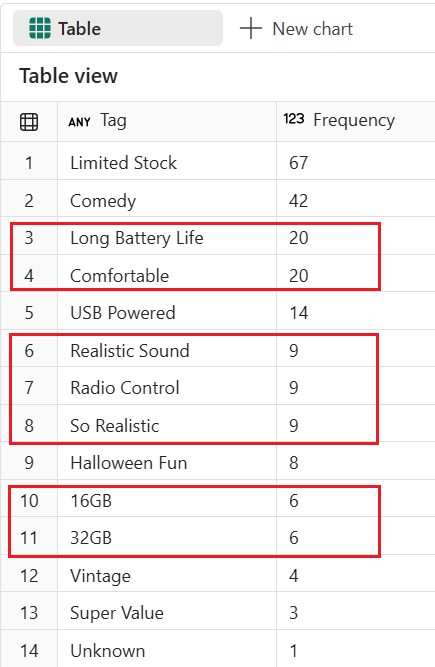 Table + New chart
Table view
ANY Tag 123 Frequency
1 Limited Stock 67
2 Comedy 42
3 Long Battery Life 20
4 Comfortable 20
5 USB Powered 14
6 Realistic Sound 9
7 Radio Control 9
8 So Realistic 9
9 Halloween Fun 8
10 16GB 6
11 32GB 6
12 Vintage 4
13 Super Value 3
14 Unknown 1